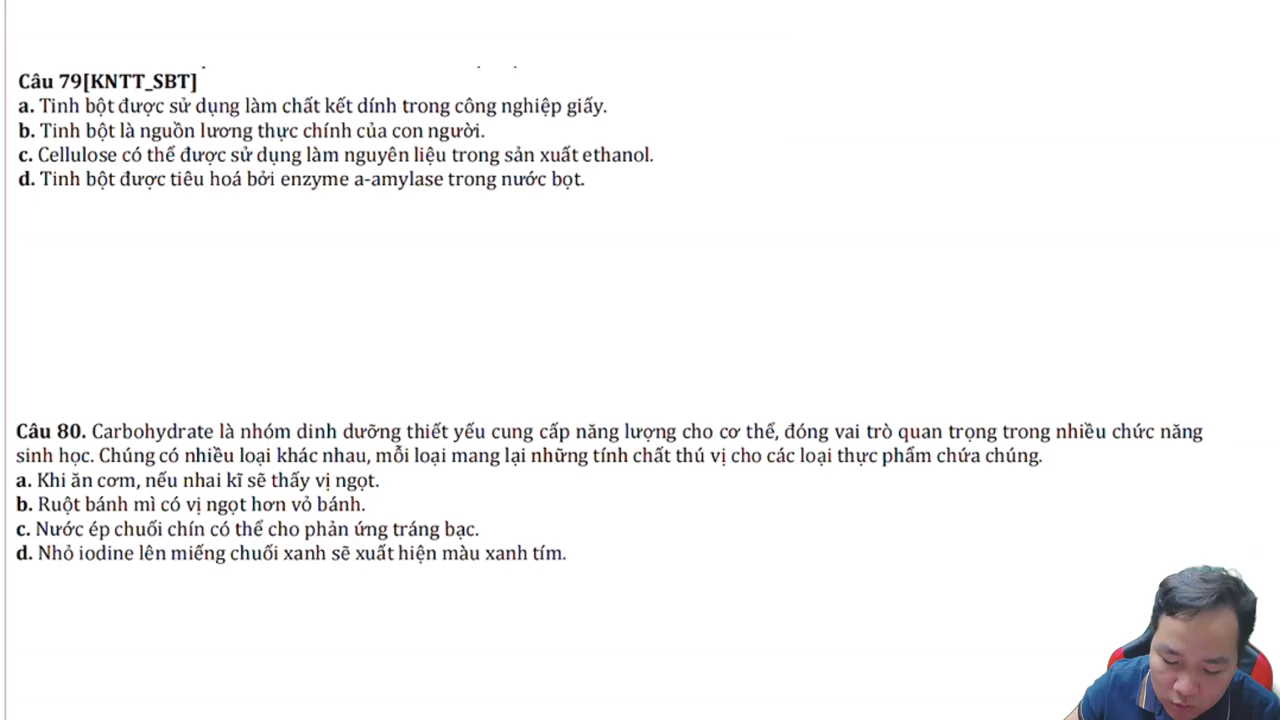 Câu 79[KNTT_SBT]
a. Tinh bột được sử dụng làm chất kết dính trong công nghiệp giấy.
b. Tinh bột là nguồn lương thực chính của con người.
c. Cellulose có thể được sử dụng làm nguyên liệu trong sản xuất ethanol.
d. Tinh bột được tiêu hoá bởi enzyme a-amylase trong nước bọt.
Câu 80. Carbohydrate là nhóm dinh dưỡng thiết yếu cung cấp năng lượng cho cơ thể, đóng vai trò quan trọng trong nhiều chức năng
sinh học. Chúng có nhiều loại khác nhau, mỗi loại mang lại những tính chất thú vị cho các loại thực phẩm chứa chúng.
a. Khi ăn cơm, nếu nhai kĩ sẽ thấy vị ngọt.
b. Ruột bánh mì có vị ngọt hơn vỏ bánh.
c. Nước ép chuối chín có thể cho phản ứng tráng bạc.
d. Nhỏ iodine lên miếng chuối xanh sẽ xuất hiện màu xanh tím.